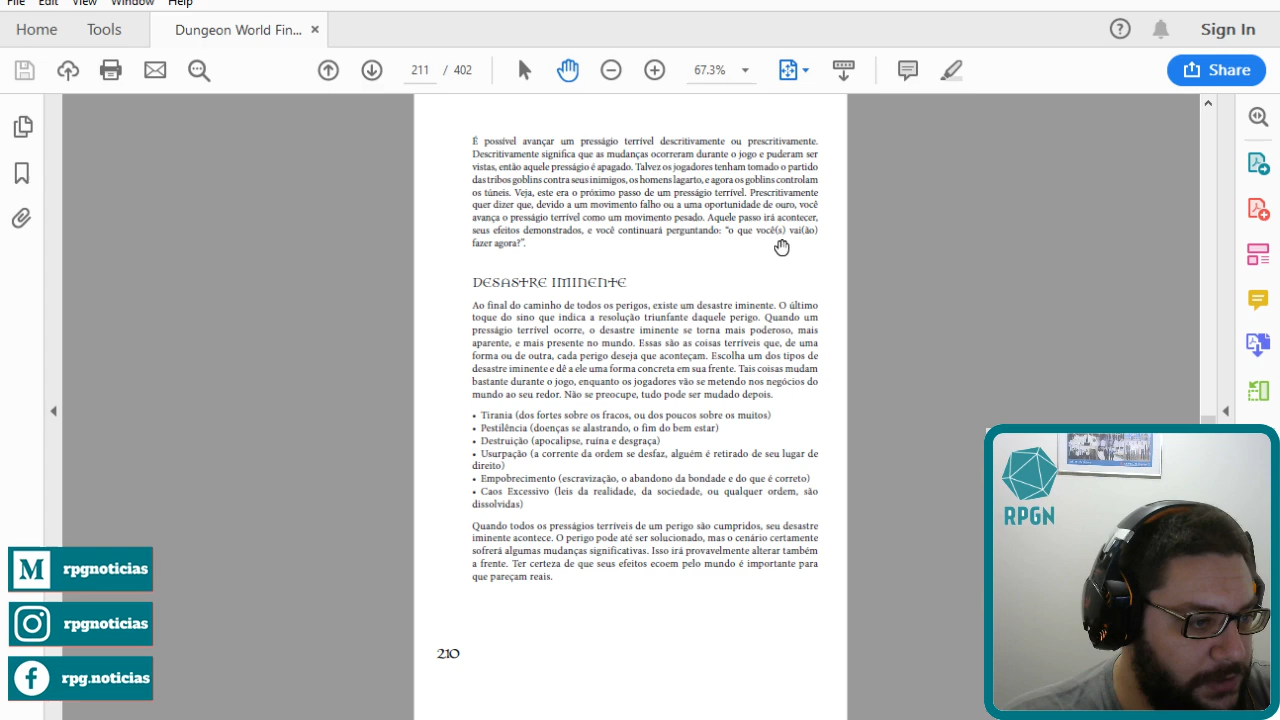 File Edit View Window Help
Home Tools Dungeon World Fin... × Sign In
211 / 402 67.3% Share
É possível avançar um presságio terrível descritivamente ou prescritivamente.
Descritivamente significa que as mudanças ocorreram durante o jogo e puderam ser
vistas, então aquele presságio é apagado. Talvez os jogadores tenham tomado o partido
das tribos goblins contra seus inimigos, os homens lagarto, e agora os goblins controlam
os túneis. Veja, este era o próximo passo de um presságio terrível. Prescritivamente
quer dizer que, devido a um movimento falho ou a uma oportunidade de ouro, você
avança o presságio terrível como um movimento pesado. Aquele passo irá acontecer,
seus efeitos demonstrados, e você continuará perguntando: “o que você(s) vai(ão)
fazer agora?”.
DESASTRE IMINENTE
Ao final do caminho de todos os perigos, existe um desastre iminente. O último
toque do sino que indica a resolução triunfante daquele perigo. Quando um
presságio terrível ocorre, o desastre iminente se torna mais poderoso, mais
aparente, e mais presente no mundo. Essas são as coisas terríveis que, de uma
forma ou de outra, cada perigo deseja que aconteçam. Escolha um dos tipos de
desastre iminente e dê a ele uma forma concreta em sua frente. Tais coisas mudam
bastante durante o jogo, enquanto os jogadores vão se metendo nos negócios do
mundo ao seu redor. Não se preocupe, tudo pode ser mudado depois.
• Tirania (dos fortes sobre os fracos, ou dos poucos sobre os muitos)
• Pestilência (doenças se alastrando, o fim do bem estar)
• Destruição (apocalipse, ruína e desgraça)
• Usurpação (a corrente da ordem se desfaz, alguém é retirado de seu lugar de
direito)
• Empobrecimento (escravização, o abandono da bondade e do que é correto)
• Caos Excessivo (leis da realidade, da sociedade, ou qualquer ordem, são
dissolvidas)
Quando todos os presságios terríveis de um perigo são cumpridos, seu desastre
iminente acontece. O perigo pode até ser solucionado, mas o cenário certamente
sofrerá algumas mudanças significativas. Isso irá provavelmente alterar também
a frente. Ter certeza de que seus efeitos ecoem pelo mundo é importante para
que pareçam reais.
210
M rpgnoticias
rpgnoticias
rpg.noticias
RPGN